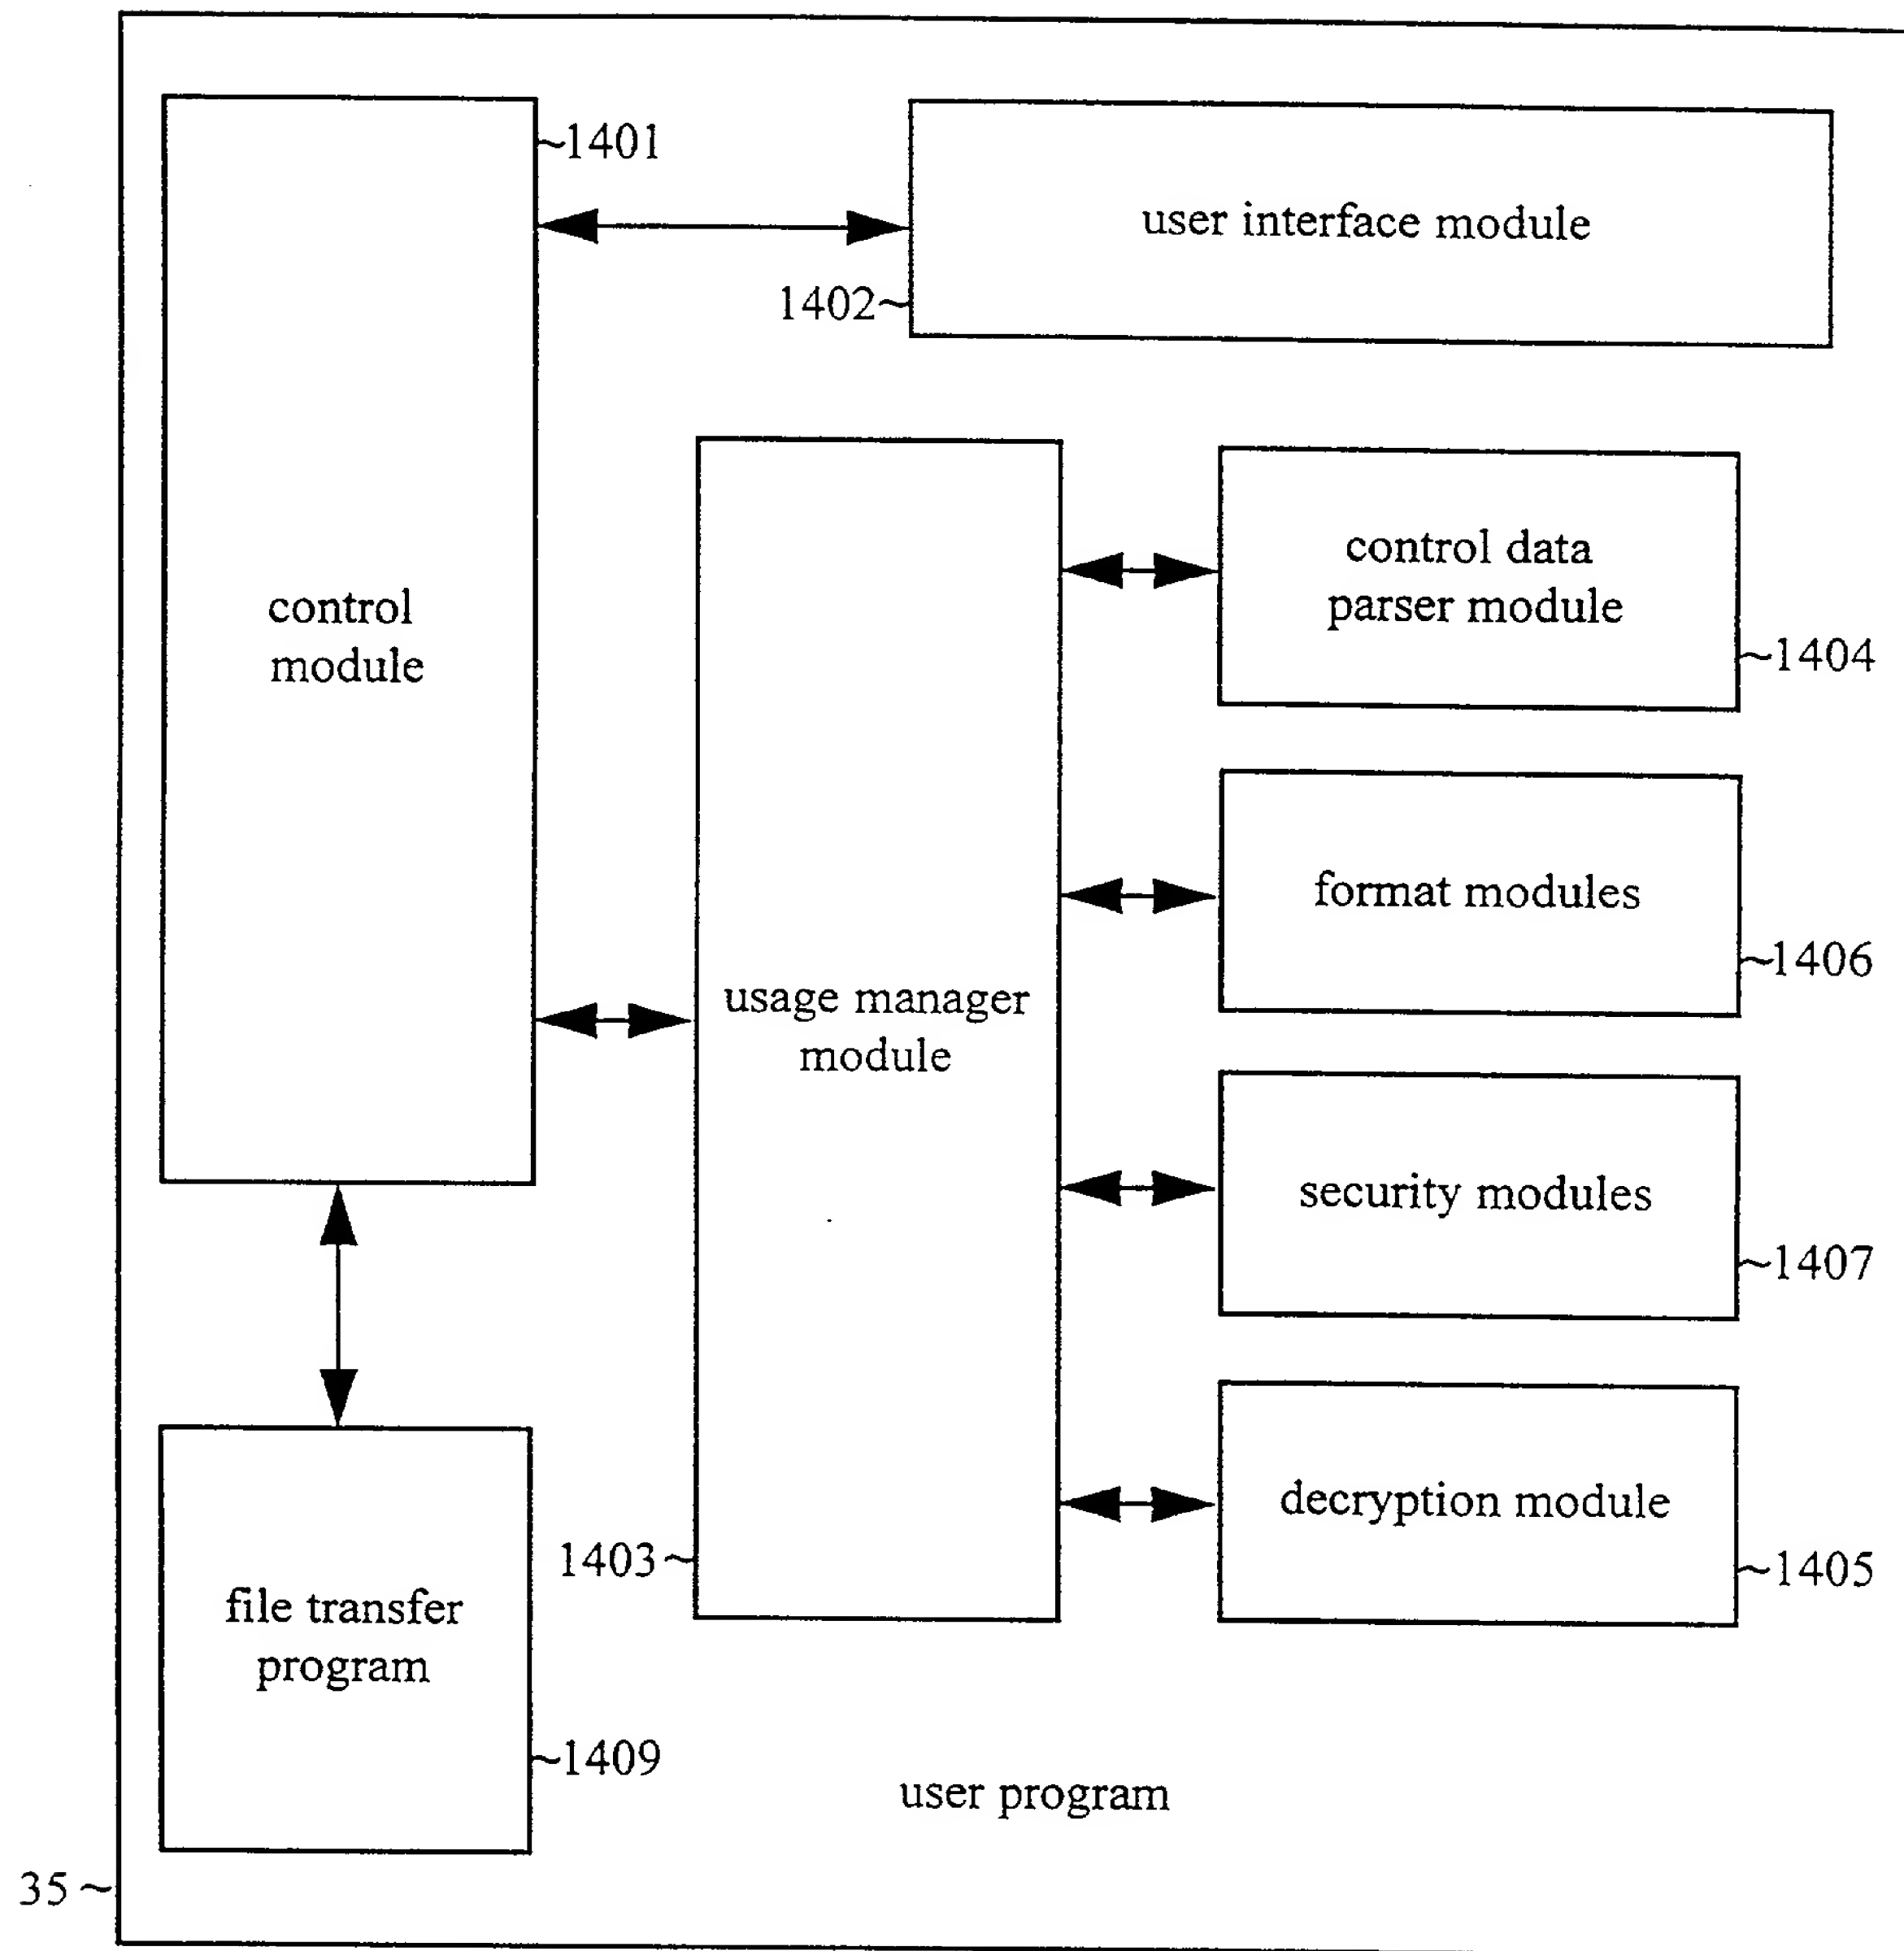 ~1401
user interface module
1402~
control
module
control data
parser module
~1404
format modules
~1406
usage manager
module
security modules
~1407
decryption module
1403~
~1405
file transfer
program
~1409
user program
35~